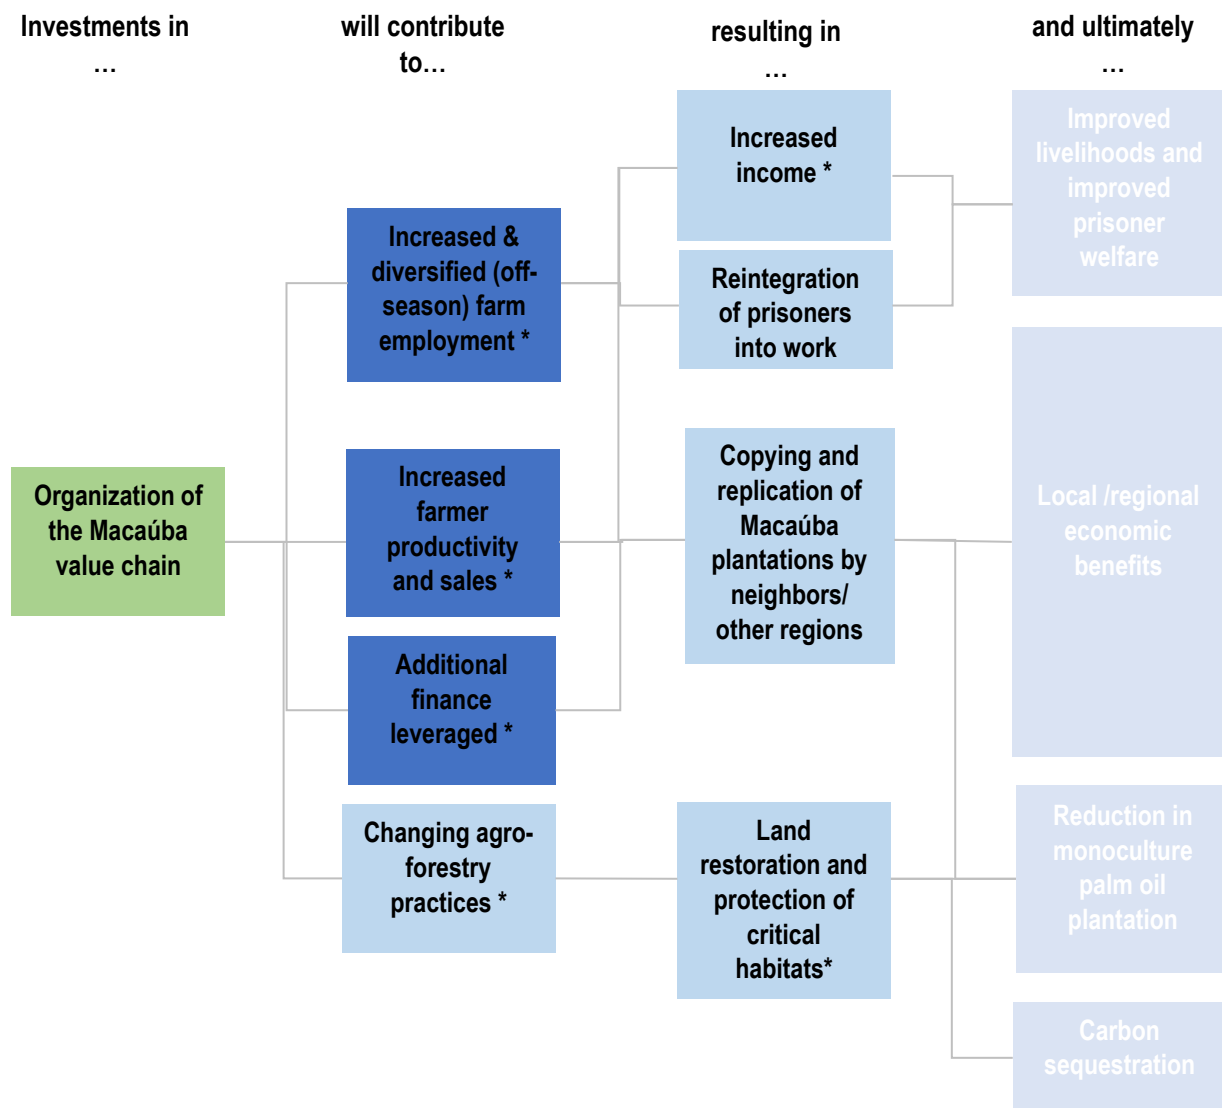 Investments in
…
will contribute
to…
resulting in
…
and ultimately
…
Organization of
the Macaúba
value chain
Increased &
diversified (off-
season) farm
employment *
Increased
farmer
productivity
and sales *
Additional
finance
leveraged *
Changing agro-
forestry
practices *
Increased
income *
Reintegration
of prisoners
into work
Copying and
replication of
Macaúba
plantations by
neighbors/
other regions
Land
restoration and
protection of
critical
habitats*
Improved
livelihoods and
improved
prisoner
welfare
Local /regional
economic
benefits
Reduction in
monoculture
palm oil
plantation
Carbon
sequestration